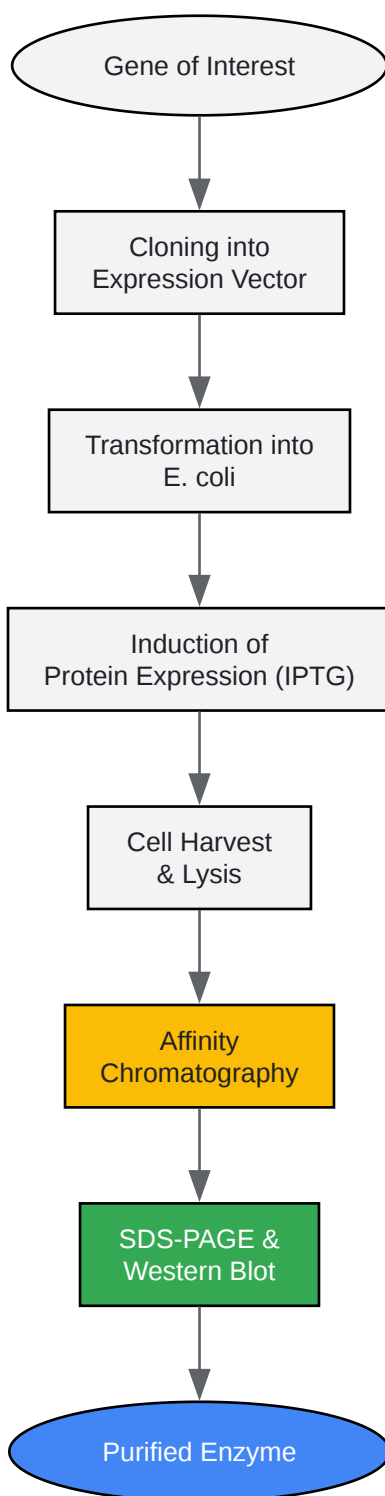 Gene of Interest
Cloning into
Expression Vector
Transformation into
E. coli
Induction of
Protein Expression (IPTG)
Cell Harvest
& Lysis
Affinity
Chromatography
SDS-PAGE &
Western Blot
Purified Enzyme